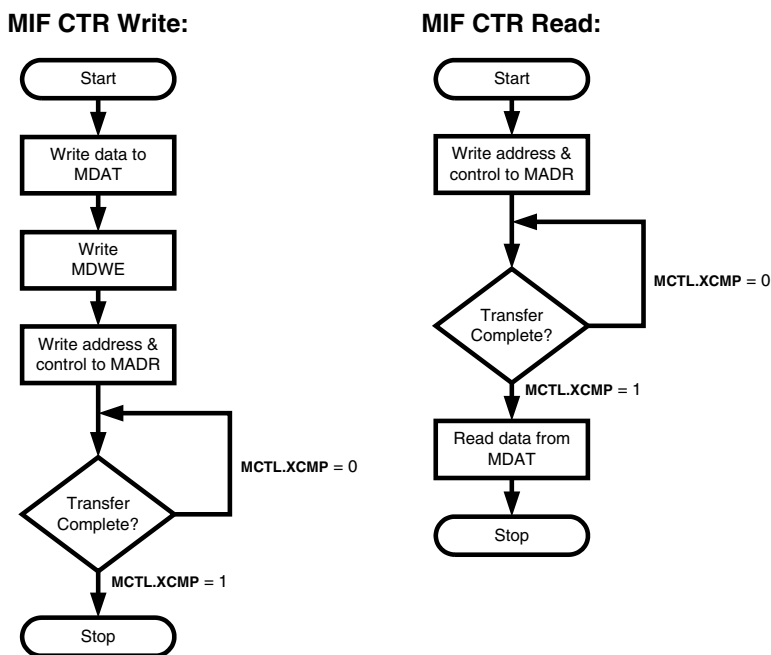 MIF CTR Write:
Start
Write data to
MDAT
Write
MDWE
Write address &
control to MADR
MCTL.XCMP = 0
Transfer
Complete?
MCTL.XCMP = 1
Stop
MIF CTR Read:
Start
Write address &
control to MADR
MCTL.XCMP = 0
Transfer
Complete?
MCTL.XCMP = 1
Read data from
MDAT
Stop